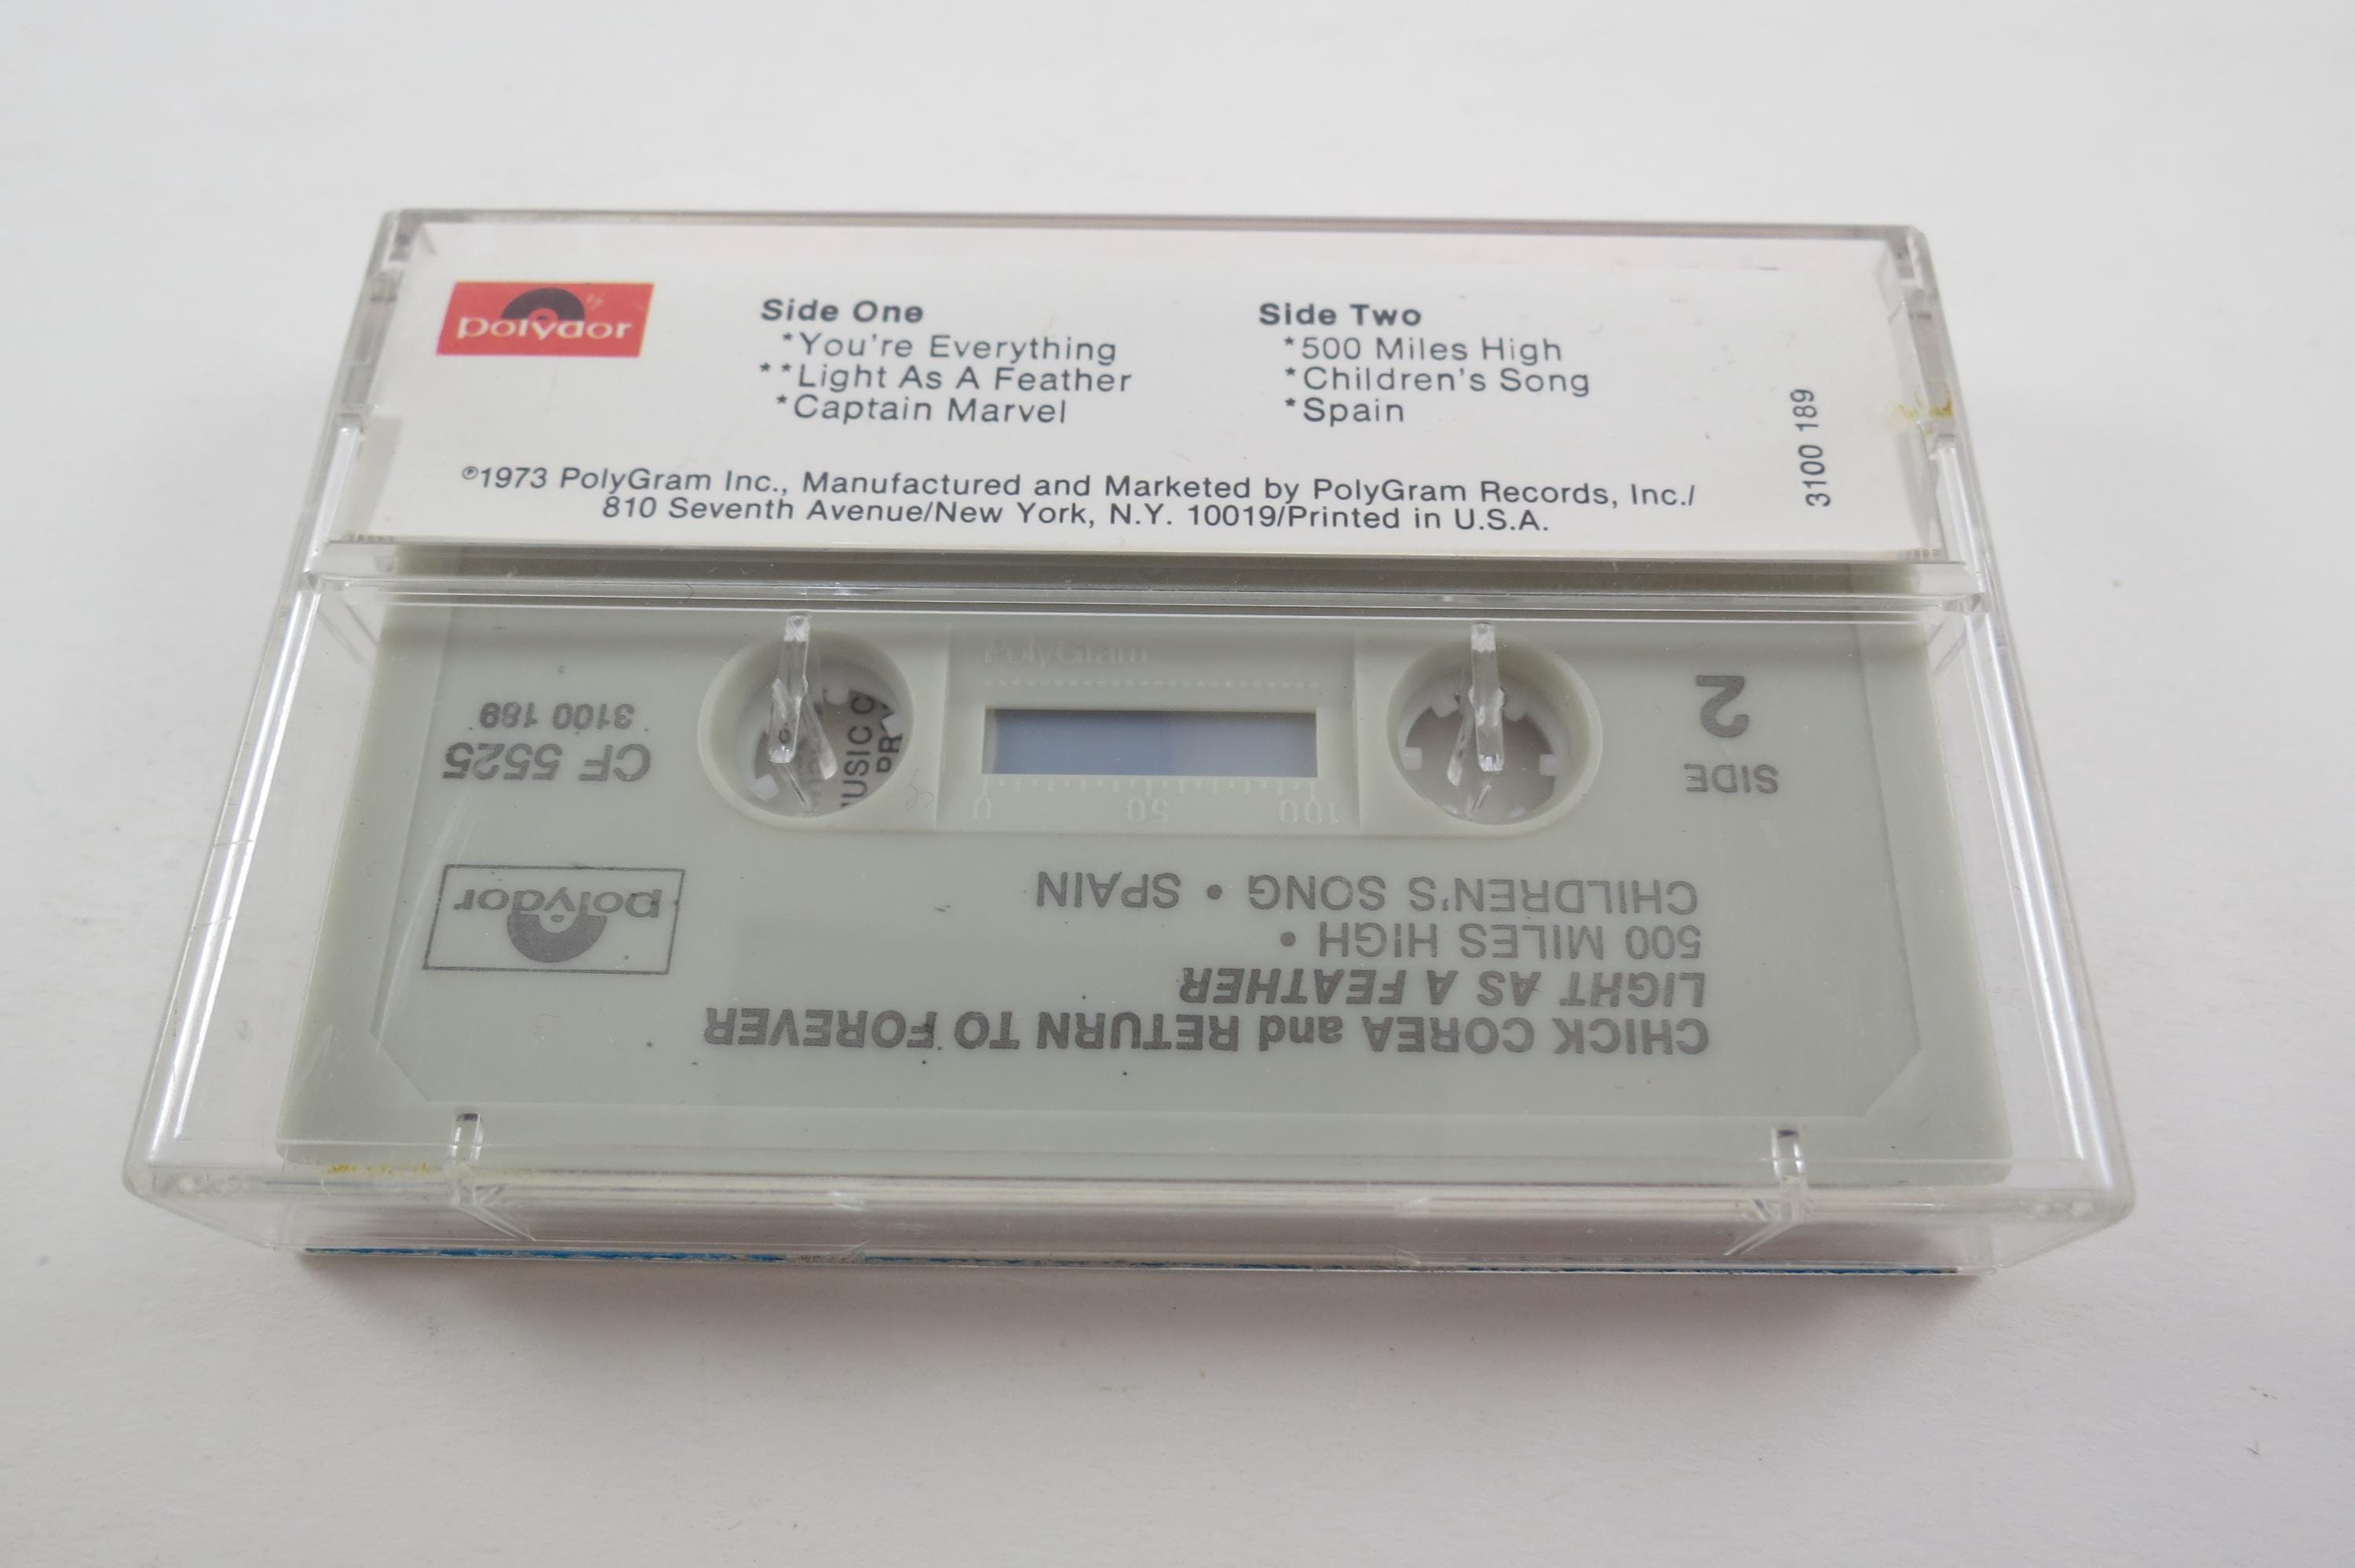 polydor
Side One
*You're Everything
**Light As A Feather
*Captain Marvel
Side Two
*500 Miles High
*Children's Song
*Spain
℗1973 PolyGram Inc., Manufactured and Marketed by PolyGram Records, Inc./
810 Seventh Avenue/New York, N.Y. 10019/Printed in U.S.A.
3100 189
PolyGram
CHICK COREA and RETURN TO FOREVER
LIGHT AS A FEATHER
500 MILES HIGH •
CHILDREN'S SONG • SPAIN
polydor
SIDE
2
100 50 0
CF 5525
3100 189